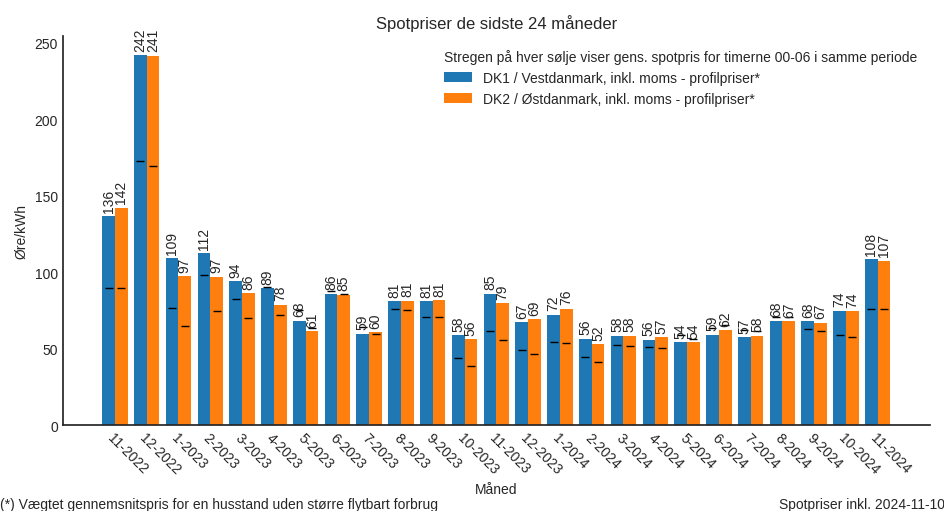 Spotpriser de sidste 24 måneder
Stregen på hver sølje viser gens. spotpris for timerne 00-06 i samme periode
DK1 / Vestdanmark, inkl. moms - profilpriser*
DK2 / Østdanmark, inkl. moms - profilpriser*
Øre/kWh
250
200
150
100
50
0
136 142 242 241 109 97 112 97 94 86 89 78 68 61 86 85 59 60 81 81 81 81 58 56 85 79 67 69 72 76 56 52 58 58 56 57 54 54 59 62 57 58 68 67 68 67 74 74 108 107
11-2022 12-2022 1-2023 2-2023 3-2023 4-2023 5-2023 6-2023 7-2023 8-2023 9-2023 10-2023 11-2023 12-2023 1-2024 2-2024 3-2024 4-2024 5-2024 6-2024 7-2024 8-2024 9-2024 10-2024 11-2024
Måned
(*) Vægtet gennemsnitspris for en husstand uden større flytbart forbrug
Spotpriser inkl. 2024-11-10